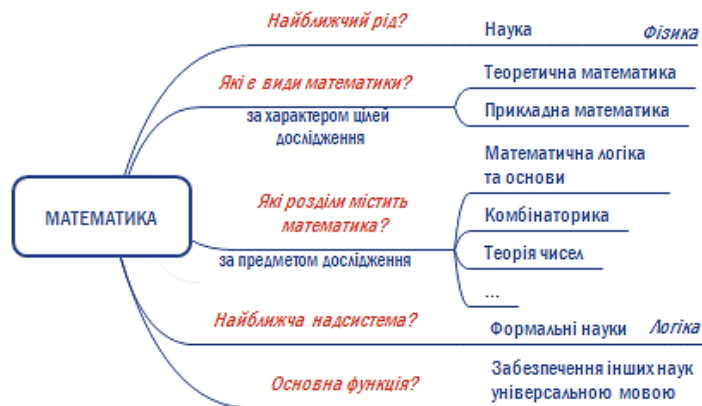 Найближчий рід?
Наука
Фізика
Які є види математики?
за характером цілей
дослідження
Теоретична математика
Прикладна математика
МАТЕМАТИКА
Які розділи містить
математика?
за предметом дослідження
Математична логіка
та основи
Комбінаторика
Теорія чисел
...
Найближча надсистема?
Формальні науки
Логіка
Основна функція?
Забезпечення інших наук
універсальною мовою